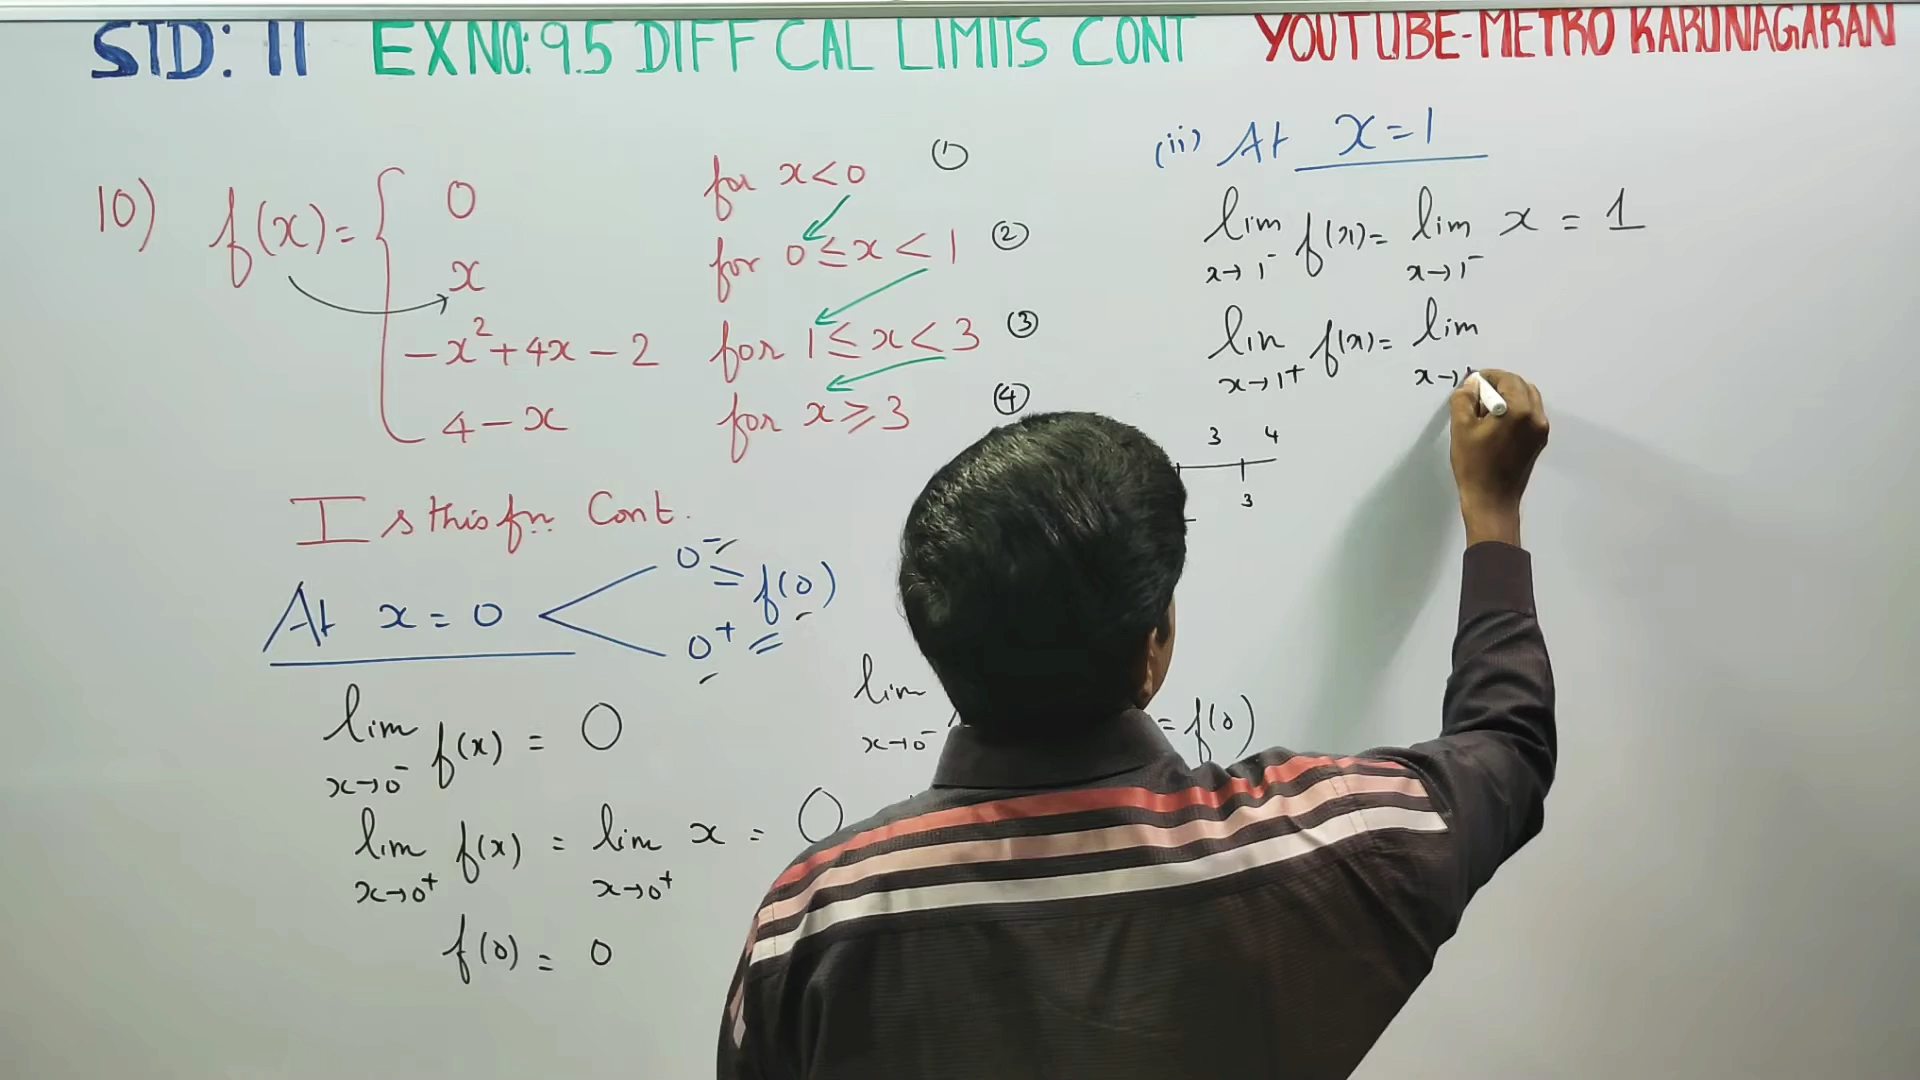 STD: 11 EX NO: 9.5 DIFF CAL LIMITS CONT YOUTUBE-METRO KARUNAGARAN
10) f(x) = { 0 for x<0 ①
x for 0≤x<1 ②
-x²+4x-2 for 1≤x<3 ③
4-x for x≥3 ④
Is this fn. Cont.
At x=0 < 0⁻ = f(0)
0⁺ =
lim x→0⁻ f(x) = 0
lim x→0⁺ f(x) = lim x→0⁺ x = 0
f(0) = 0
lim x→0⁻ = f(0)
(ii) At x=1
lim x→1⁻ f(x) = lim x→1⁻ x = 1
lim x→1⁺ f(x) = lim x→1
3 4
3